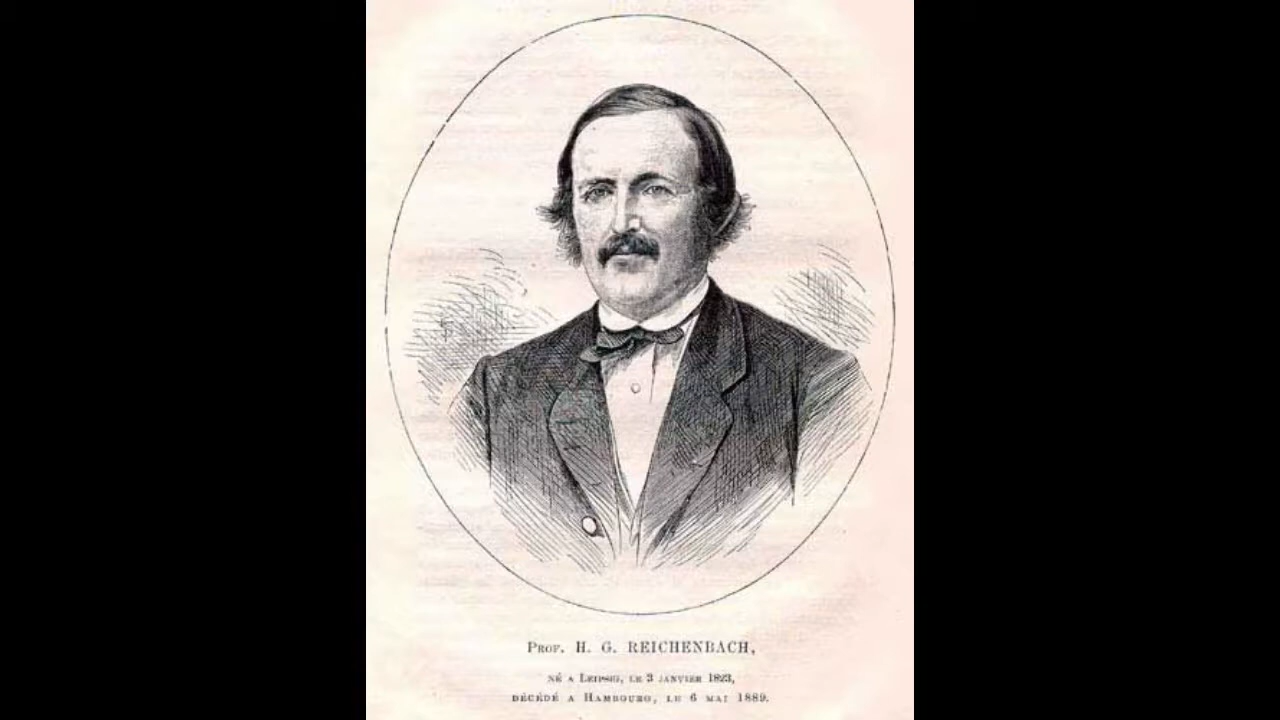 Prof. H. G. REICHENBACH,
NÉ A LEIPSIG, LE 3 JANVIER 1823,
DÉCÉDÉ A HAMBOURG, LE 6 MAI 1889.